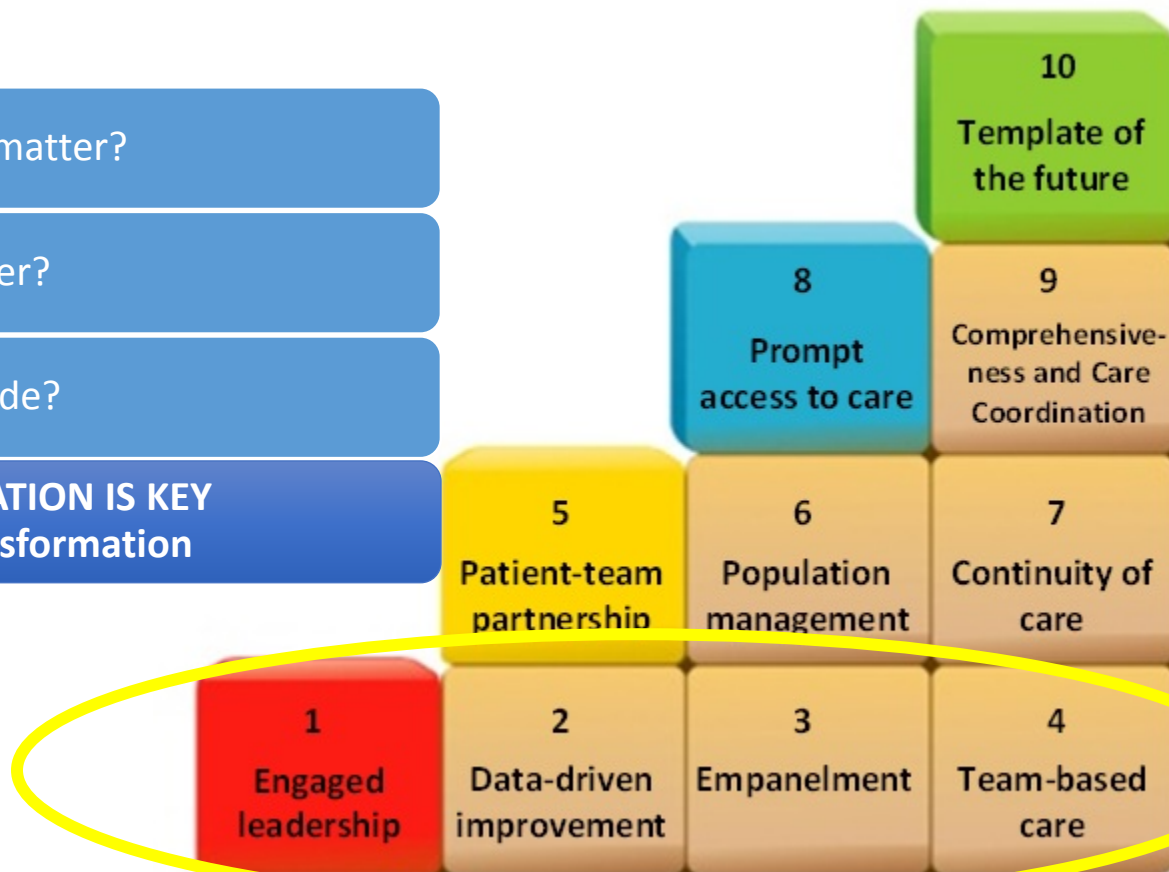 matter?
er?
de?
ATION IS KEY
sformation
10
Template of
the future
8
Prompt
access to care
9
Comprehensive-
ness and Care
Coordination
5
Patient-team
partnership
6
Population
management
7
Continuity of
care
1
Engaged
leadership
2
Data-driven
improvement
3
Empanelment
4
Team-based
care